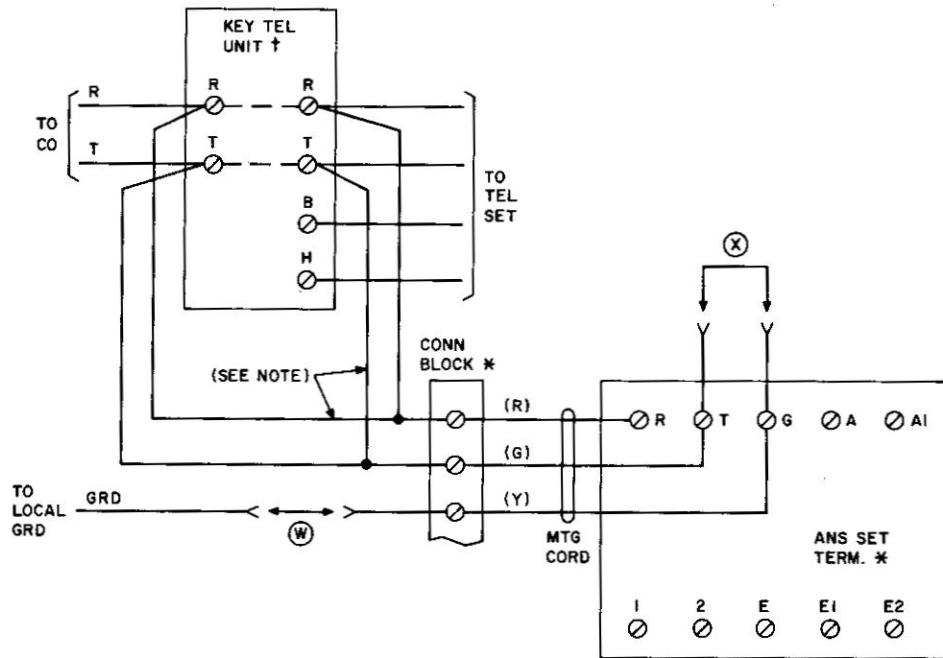 KEY TEL
UNIT †
R
R
R
TO
CO
T
T
T
TO
TEL
SET
B
H
X
CONN
BLOCK *
(SEE NOTE)
(R)
R
T
G
A
A1
(G)
TO
LOCAL
GRD
GRD
W
(Y)
MTG
CORD
ANS SET
TERM. *
1
2
E
E1
E2